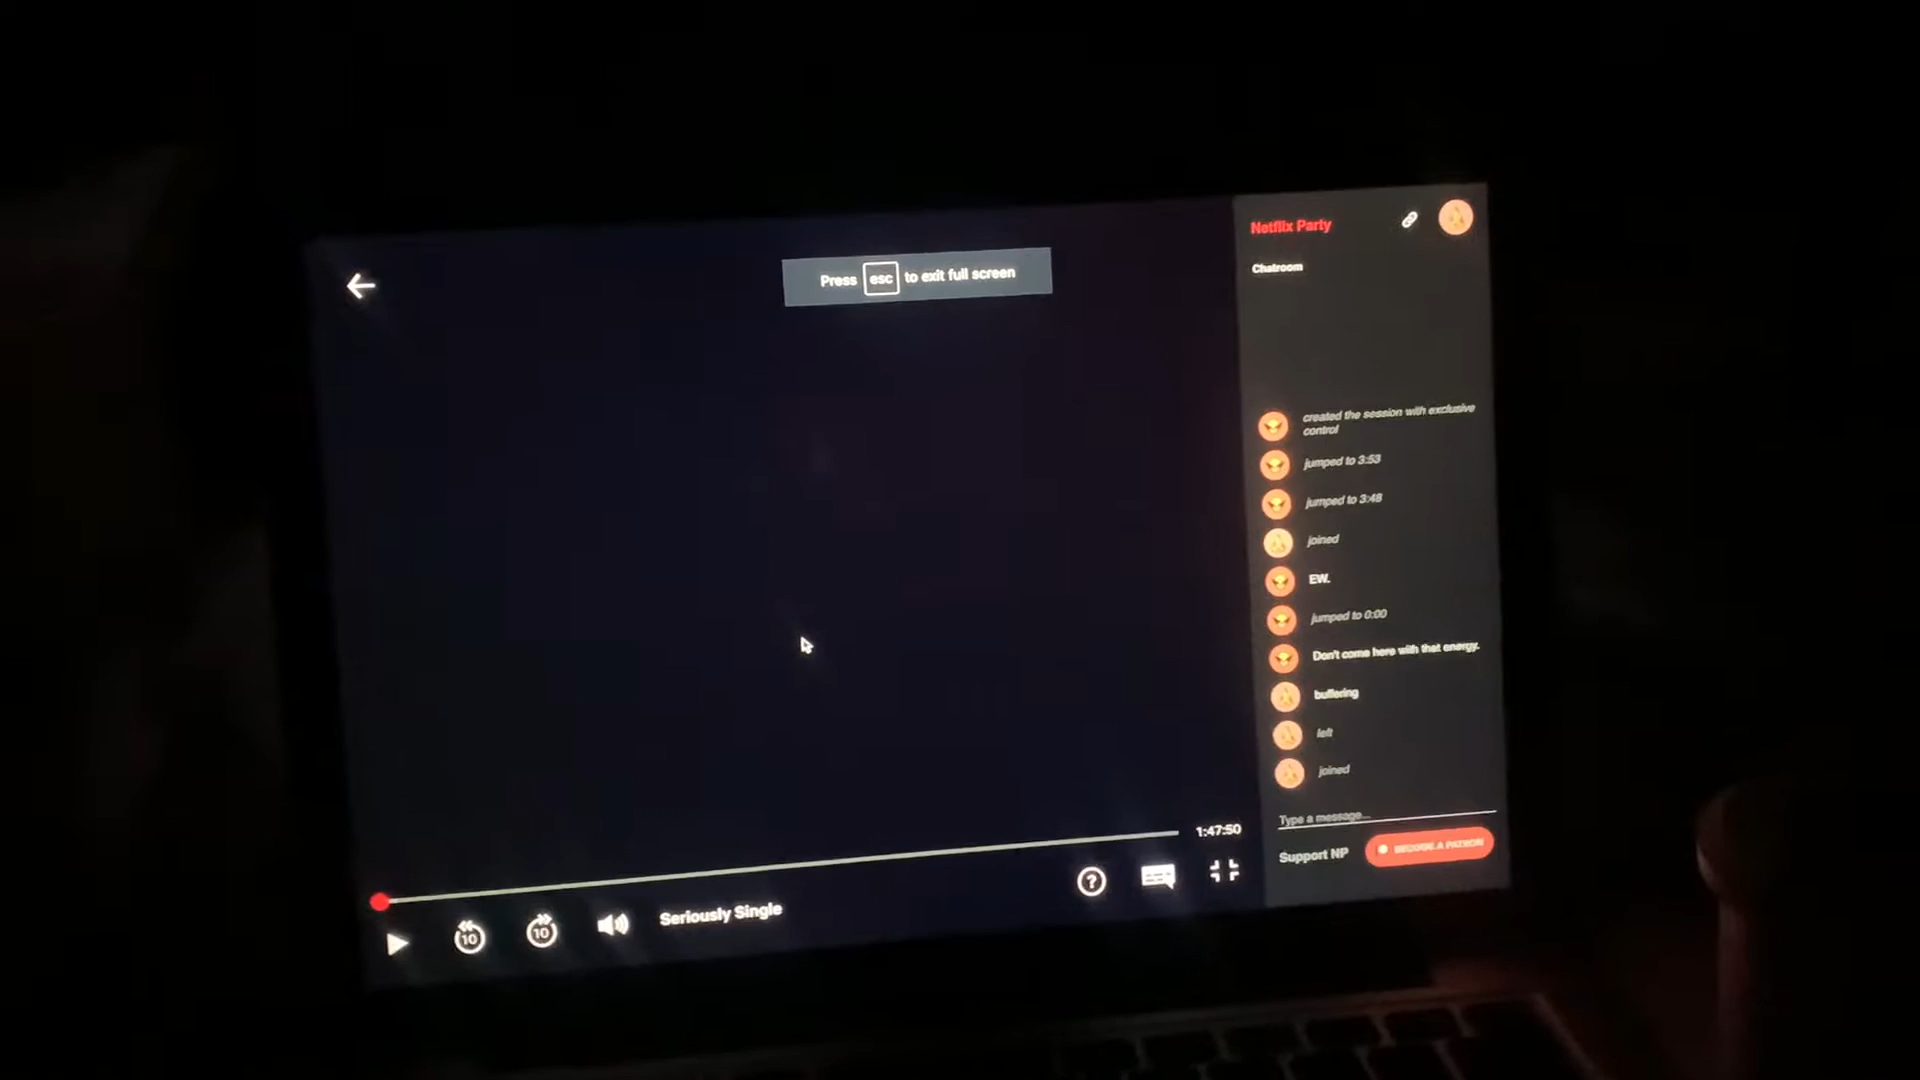 Netflix Party
Press esc to exit full screen
Chatroom
created the session with exclusive
control
jumped to 3:53
jumped to 3:48
joined
EW.
jumped to 0:00
Don't come here with that energy.
buffering
left
joined
Type a message...
1:47:50
Support NP
BECOME A PATRON
?
10
10
Seriously Single